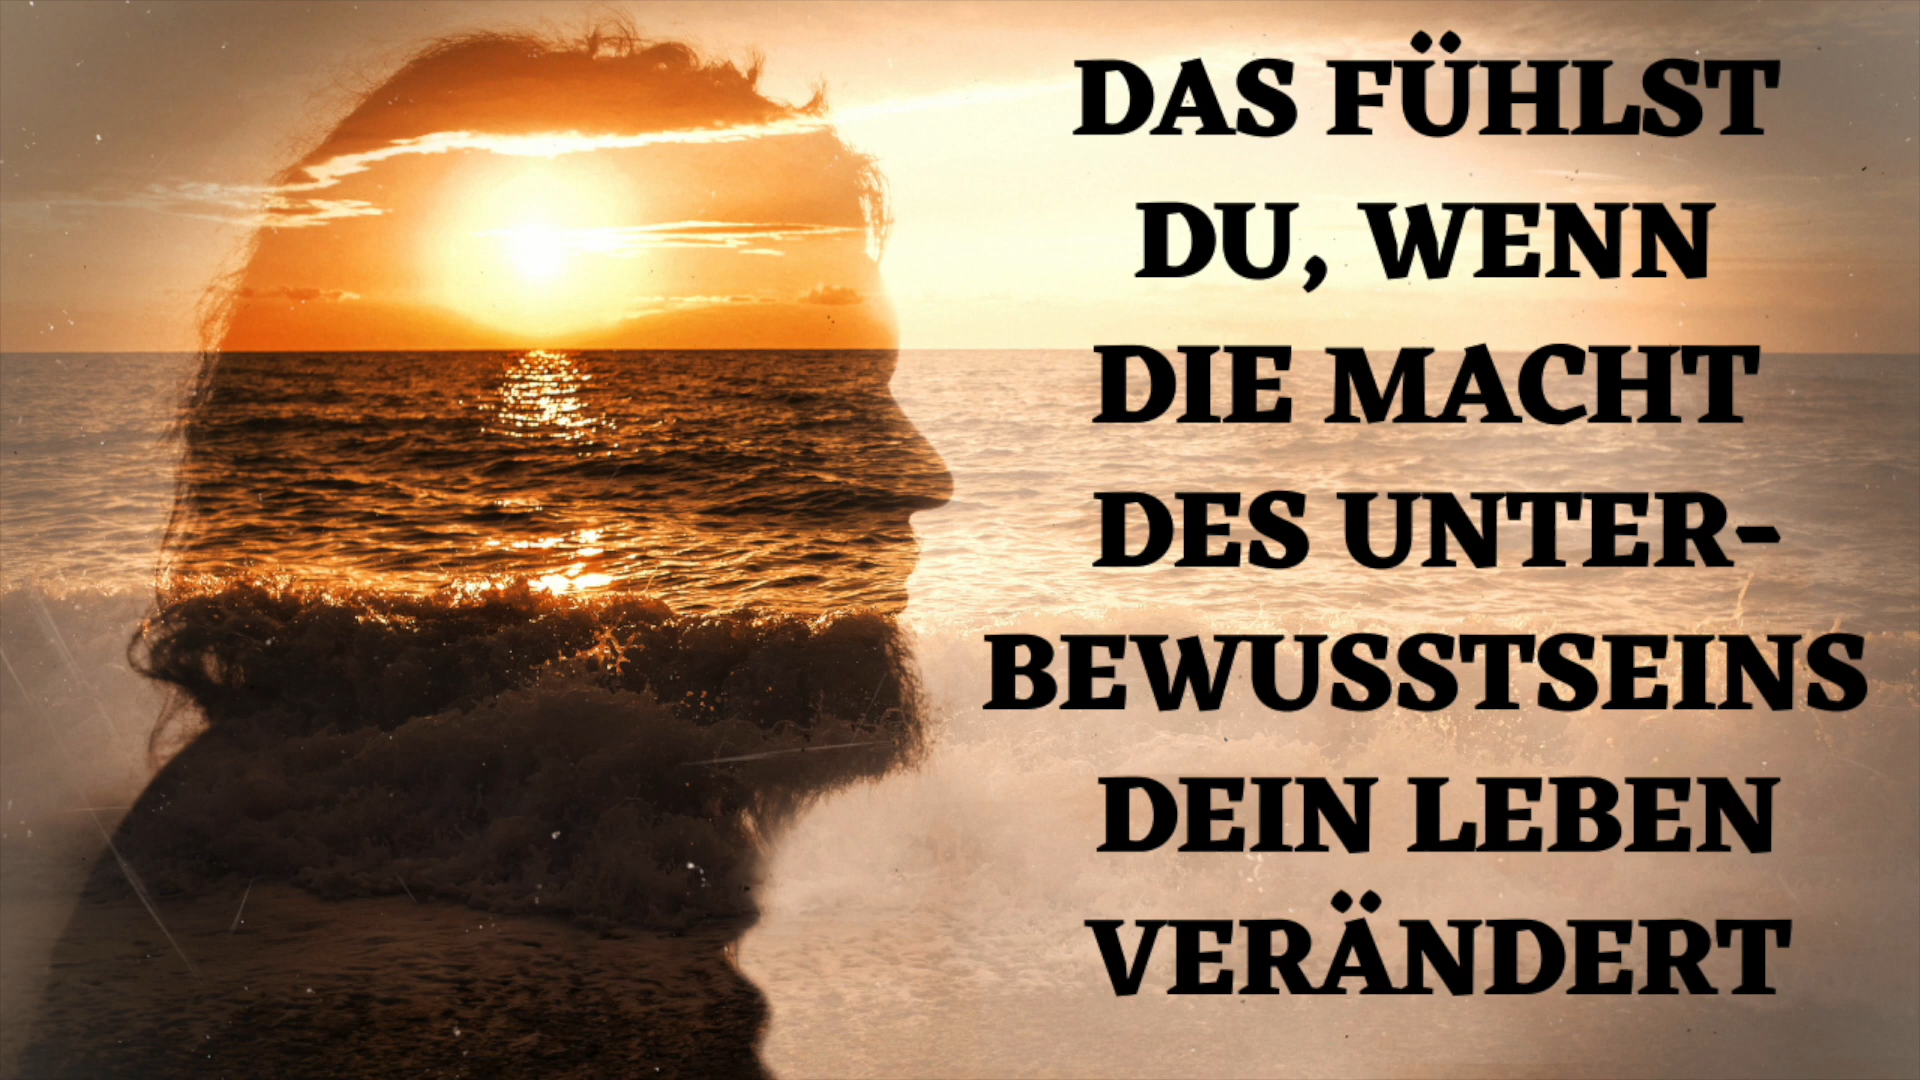 DAS FÜHLST
DU, WENN
DIE MACHT
DES UNTER-
BEWUSSTSEINS
DEIN LEBEN
VERÄNDERT